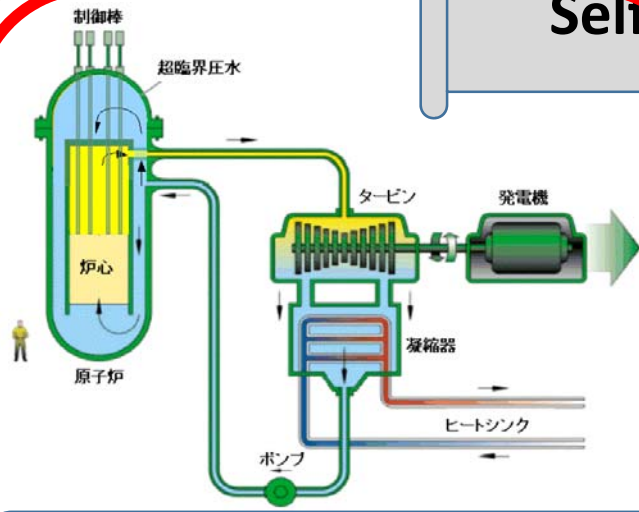 Self
制御棒
超臨界圧水
タービン
発電機
炉心
凝縮器
原子炉
ヒートシンク
ポンプ